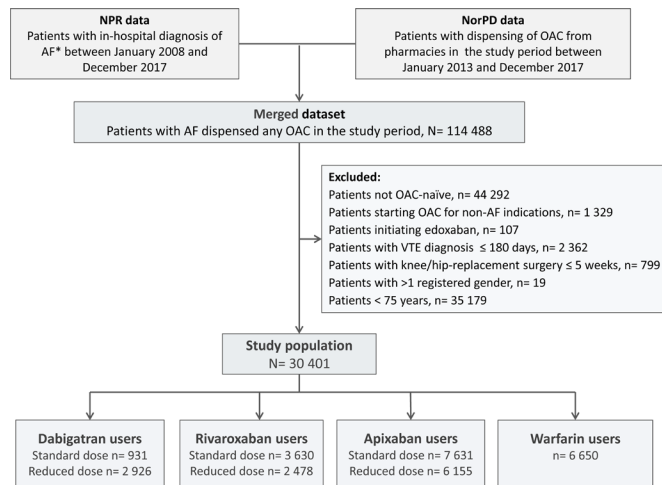 NPR data
Patients with in-hospital diagnosis of
AF* between January 2008 and
December 2017
NorPD data
Patients with dispensing of OAC from
pharmacies in the study period between
January 2013 and December 2017
Merged dataset
Patients with AF dispensed any OAC in the study period, N= 114 488
Excluded:
Patients not OAC-naïve, n= 44 292
Patients starting OAC for non-AF indications, n= 1 329
Patients initiating edoxaban, n= 107
Patients with VTE diagnosis ≤ 180 days, n= 2 362
Patients with knee/hip-replacement surgery ≤ 5 weeks, n= 799
Patients with >1 registered gender, n= 19
Patients < 75 years, n= 35 179
Study population
N= 30 401
Dabigatran users
Standard dose n= 931
Reduced dose n= 2 926
Rivaroxaban users
Standard dose n= 3 630
Reduced dose n= 2 478
Apixaban users
Standard dose n= 7 631
Reduced dose n= 6 155
Warfarin users
n= 6 650